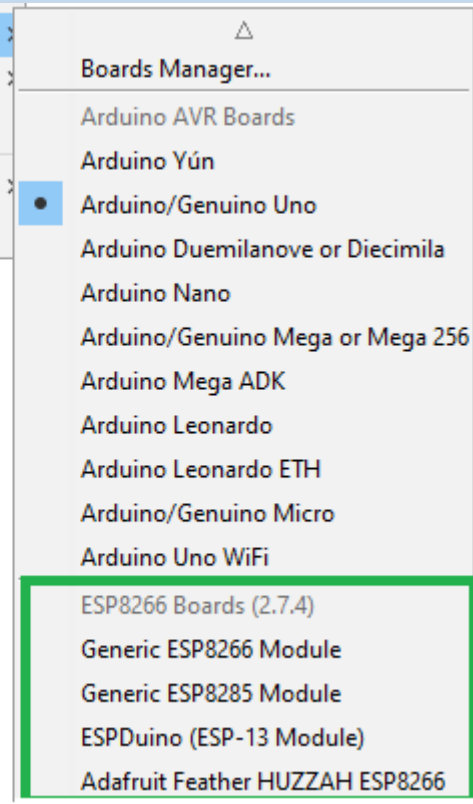 Boards Manager...
Arduino AVR Boards
Arduino Yún
Arduino/Genuino Uno
Arduino Duemilanove or Diecimila
Arduino Nano
Arduino/Genuino Mega or Mega 256
Arduino Mega ADK
Arduino Leonardo
Arduino Leonardo ETH
Arduino/Genuino Micro
Arduino Uno WiFi
ESP8266 Boards (2.7.4)
Generic ESP8266 Module
Generic ESP8285 Module
ESPDuino (ESP-13 Module)
Adafruit Feather HUZZAH ESP8266